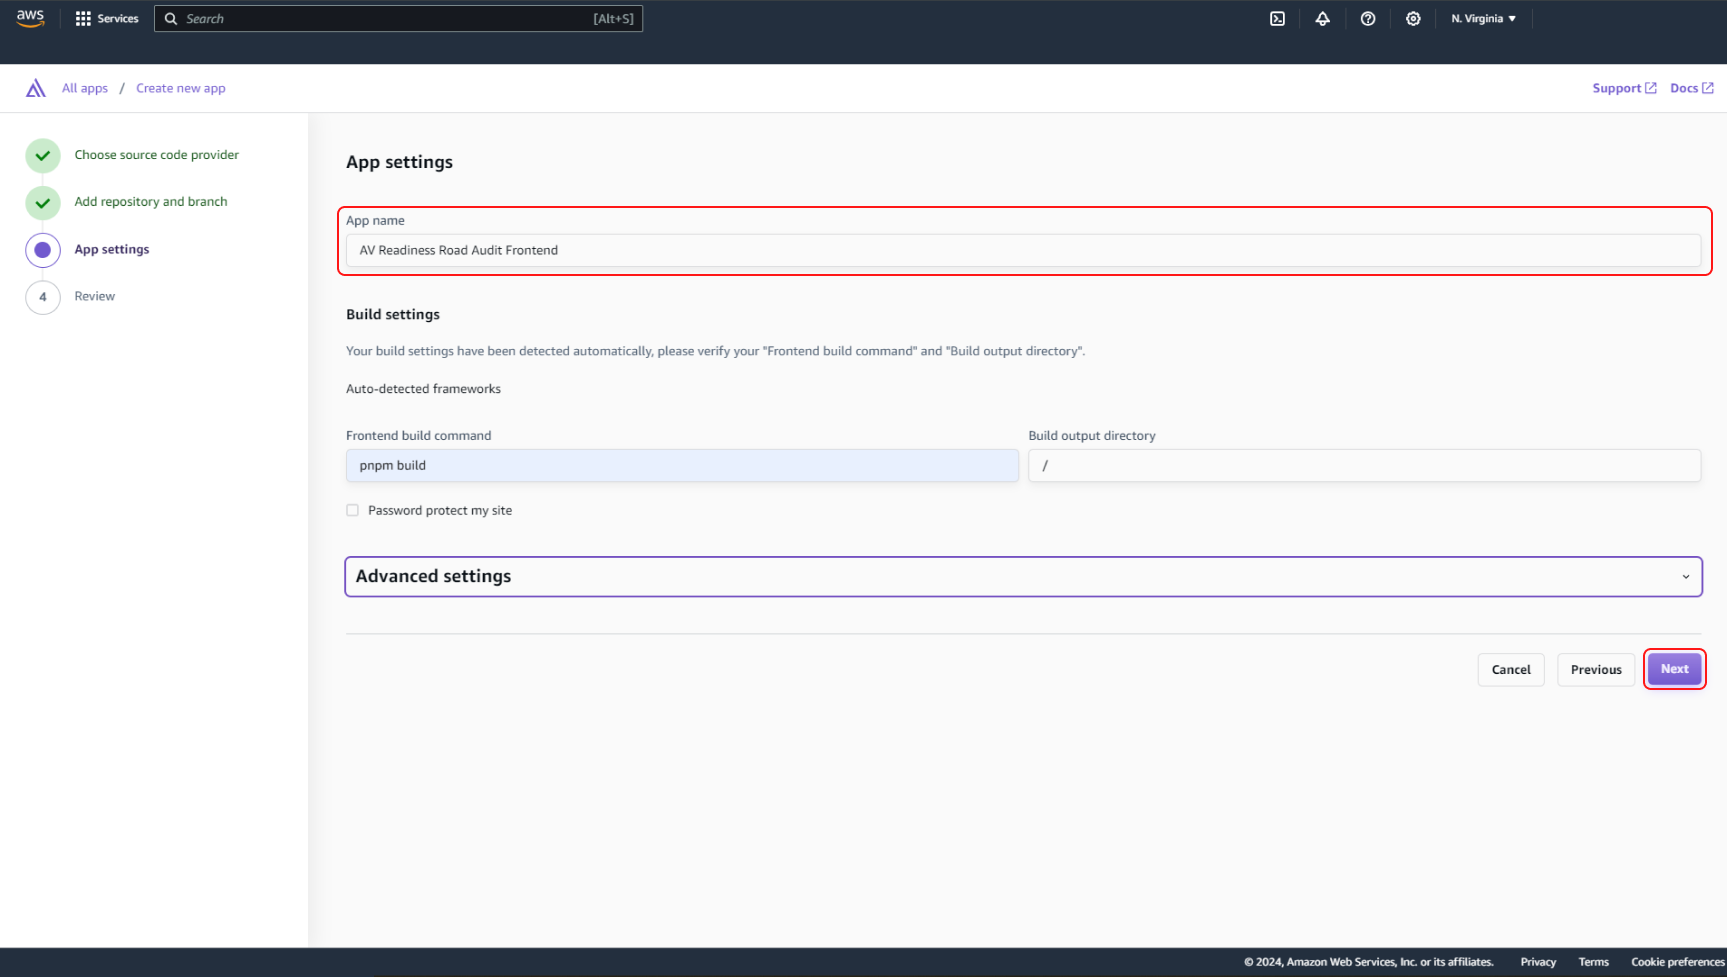 aws Services Search [Alt+S] N. Virginia
All apps / Create new app Support Docs
Choose source code provider
Add repository and branch
App settings
4 Review
App settings
App name
AV Readiness Road Audit Frontend
Build settings
Your build settings have been detected automatically, please verify your "Frontend build command" and "Build output directory".
Auto-detected frameworks
Frontend build command Build output directory
pnpm build /
Password protect my site
Advanced settings
Cancel Previous Next
© 2024, Amazon Web Services, Inc. or its affiliates. Privacy Terms Cookie preferences